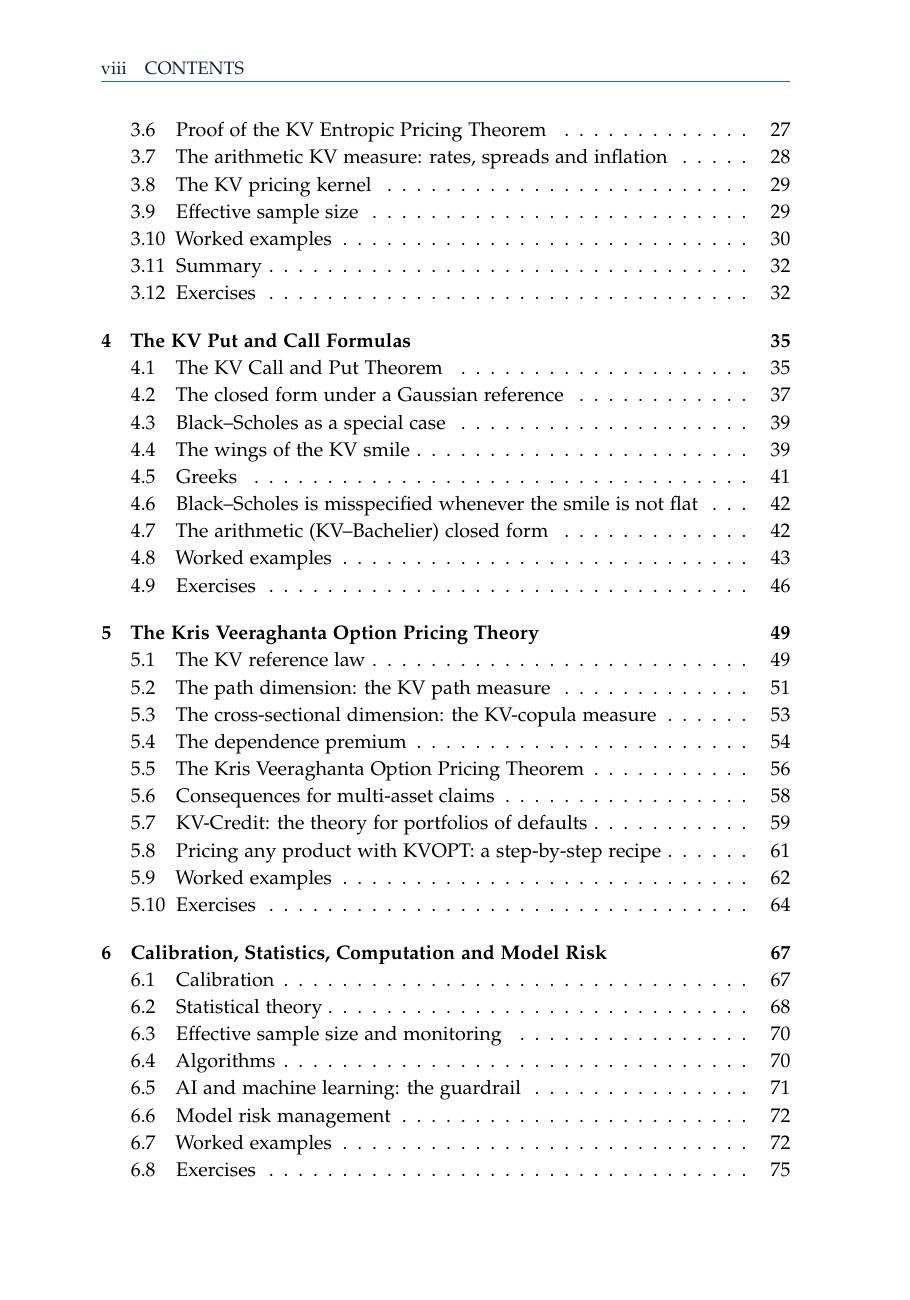 viii CONTENTS
3.6 Proof of the KV Entropic Pricing Theorem . . . . . . . . . . . . . 27
3.7 The arithmetic KV measure: rates, spreads and inflation . . . . . 28
3.8 The KV pricing kernel . . . . . . . . . . . . . . . . . . . . . . . . . 29
3.9 Effective sample size . . . . . . . . . . . . . . . . . . . . . . . . . . 29
3.10 Worked examples . . . . . . . . . . . . . . . . . . . . . . . . . . . . 30
3.11 Summary . . . . . . . . . . . . . . . . . . . . . . . . . . . . . . . . . 32
3.12 Exercises . . . . . . . . . . . . . . . . . . . . . . . . . . . . . . . . . 32
4 The KV Put and Call Formulas 35
4.1 The KV Call and Put Theorem . . . . . . . . . . . . . . . . . . . . 35
4.2 The closed form under a Gaussian reference . . . . . . . . . . . . 37
4.3 Black–Scholes as a special case . . . . . . . . . . . . . . . . . . . . 39
4.4 The wings of the KV smile . . . . . . . . . . . . . . . . . . . . . . . 39
4.5 Greeks . . . . . . . . . . . . . . . . . . . . . . . . . . . . . . . . . . 41
4.6 Black–Scholes is misspecified whenever the smile is not flat . . . 42
4.7 The arithmetic (KV–Bachelier) closed form . . . . . . . . . . . . . 42
4.8 Worked examples . . . . . . . . . . . . . . . . . . . . . . . . . . . . 43
4.9 Exercises . . . . . . . . . . . . . . . . . . . . . . . . . . . . . . . . . 46
5 The Kris Veeraghanta Option Pricing Theory 49
5.1 The KV reference law . . . . . . . . . . . . . . . . . . . . . . . . . . 49
5.2 The path dimension: the KV path measure . . . . . . . . . . . . . 51
5.3 The cross-sectional dimension: the KV-copula measure . . . . . . 53
5.4 The dependence premium . . . . . . . . . . . . . . . . . . . . . . . 54
5.5 The Kris Veeraghanta Option Pricing Theorem . . . . . . . . . . . 56
5.6 Consequences for multi-asset claims . . . . . . . . . . . . . . . . . 58
5.7 KV-Credit: the theory for portfolios of defaults . . . . . . . . . . . 59
5.8 Pricing any product with KVOPT: a step-by-step recipe . . . . . . 61
5.9 Worked examples . . . . . . . . . . . . . . . . . . . . . . . . . . . . 62
5.10 Exercises . . . . . . . . . . . . . . . . . . . . . . . . . . . . . . . . . 64
6 Calibration, Statistics, Computation and Model Risk 67
6.1 Calibration . . . . . . . . . . . . . . . . . . . . . . . . . . . . . . . . 67
6.2 Statistical theory . . . . . . . . . . . . . . . . . . . . . . . . . . . . . 68
6.3 Effective sample size and monitoring . . . . . . . . . . . . . . . . 70
6.4 Algorithms . . . . . . . . . . . . . . . . . . . . . . . . . . . . . . . . 70
6.5 AI and machine learning: the guardrail . . . . . . . . . . . . . . . 71
6.6 Model risk management . . . . . . . . . . . . . . . . . . . . . . . . 72
6.7 Worked examples . . . . . . . . . . . . . . . . . . . . . . . . . . . . 72
6.8 Exercises . . . . . . . . . . . . . . . . . . . . . . . . . . . . . . . . . 75